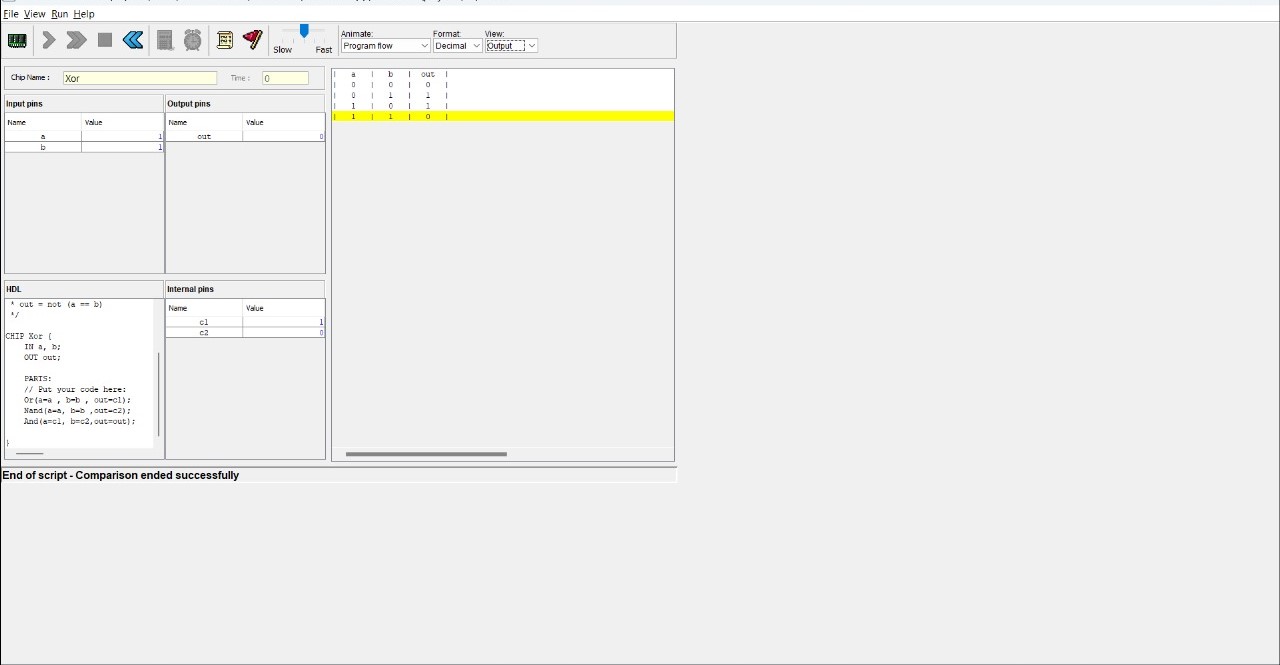 File View Run Help
Slow Fast
Animate: Format: View:
Program flow Decimal Output
Chip Name : Xor Time : 0
Input pins
Name Value
a 1
b 1
Output pins
Name Value
out 0
| a | b | out |
| 0 | 0 | 0 |
| 0 | 1 | 1 |
| 1 | 0 | 1 |
| 1 | 1 | 0 |
HDL
* out = not (a == b)
*/
CHIP Xor {
IN a, b;
OUT out;
PARTS:
// Put your code here:
Or(a=a , b=b , out=c1);
Nand(a=a, b=b ,out=c2);
And(a=c1, b=c2,out=out);
}
Internal pins
Name Value
c1 1
c2 0
End of script - Comparison ended successfully